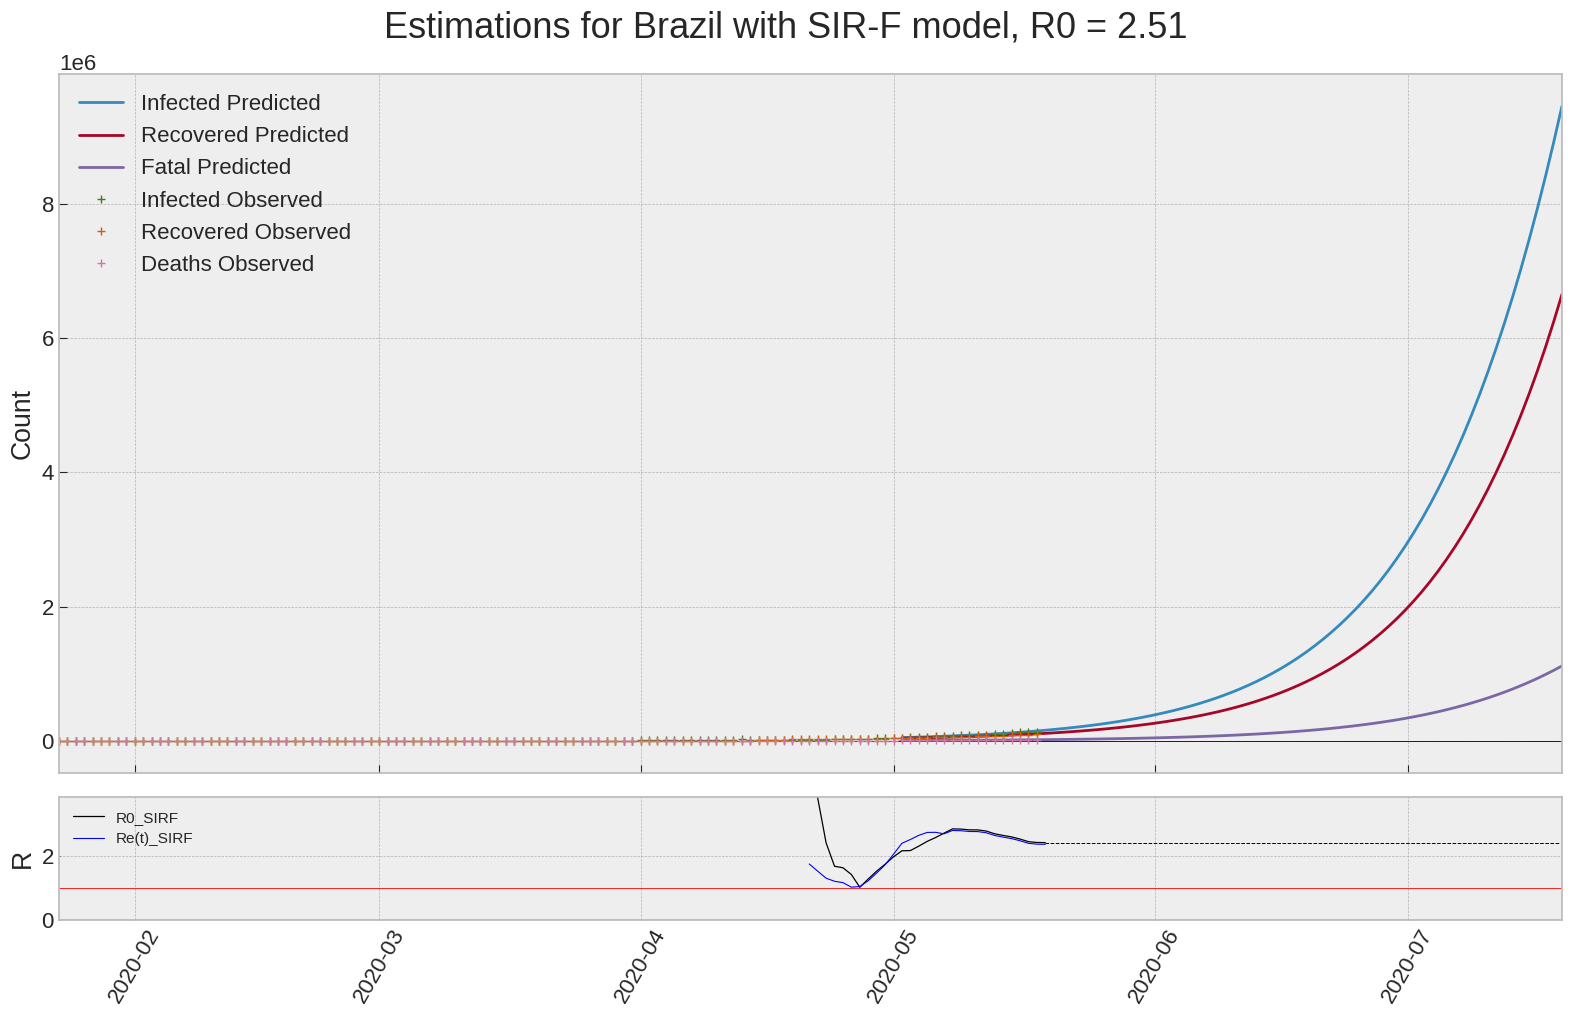 Estimations for Brazil with SIR-F model, R0 = 2.51
1e6
Infected Predicted
Recovered Predicted
Fatal Predicted
Infected Observed
Recovered Observed
Deaths Observed
8
6
4
2
0
Count
R0_SIRF
Re(t)_SIRF
2
0
R
2020-02
2020-03
2020-04
2020-05
2020-06
2020-07